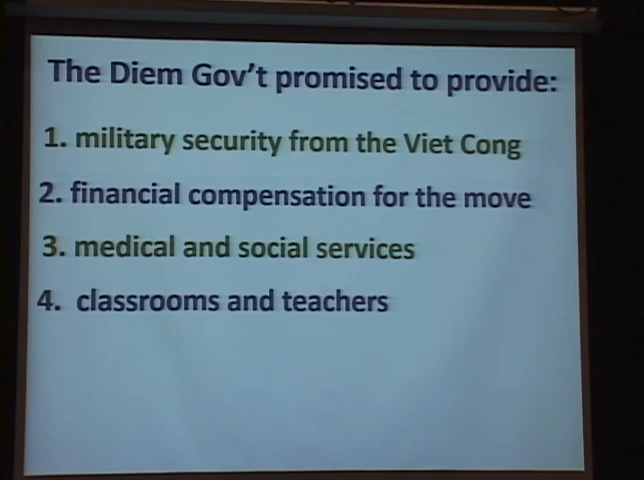 The Diem Gov't promised to provide:
1. military security from the Viet Cong
2. financial compensation for the move
3. medical and social services
4. classrooms and teachers